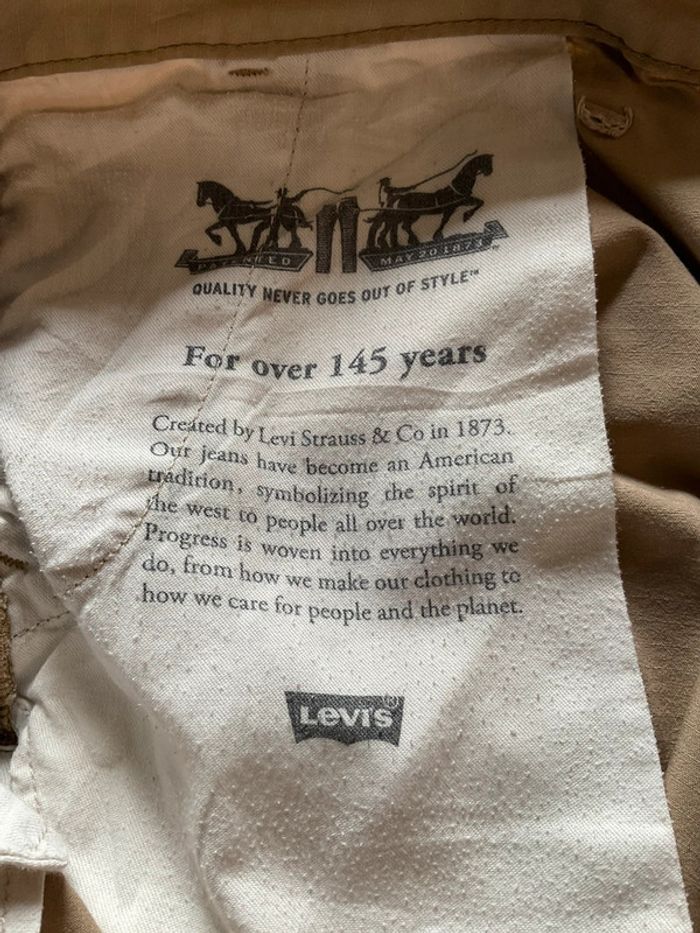 PATENTED MAY 20 1873
QUALITY NEVER GOES OUT OF STYLE™
For over 145 years
Created by Levi Strauss & Co in 1873.
Our jeans have become an American
tradition, symbolizing the spirit of
the west to people all over the world.
Progress is woven into everything we
do, from how we make our clothing to
how we care for people and the planet.
Levi's®